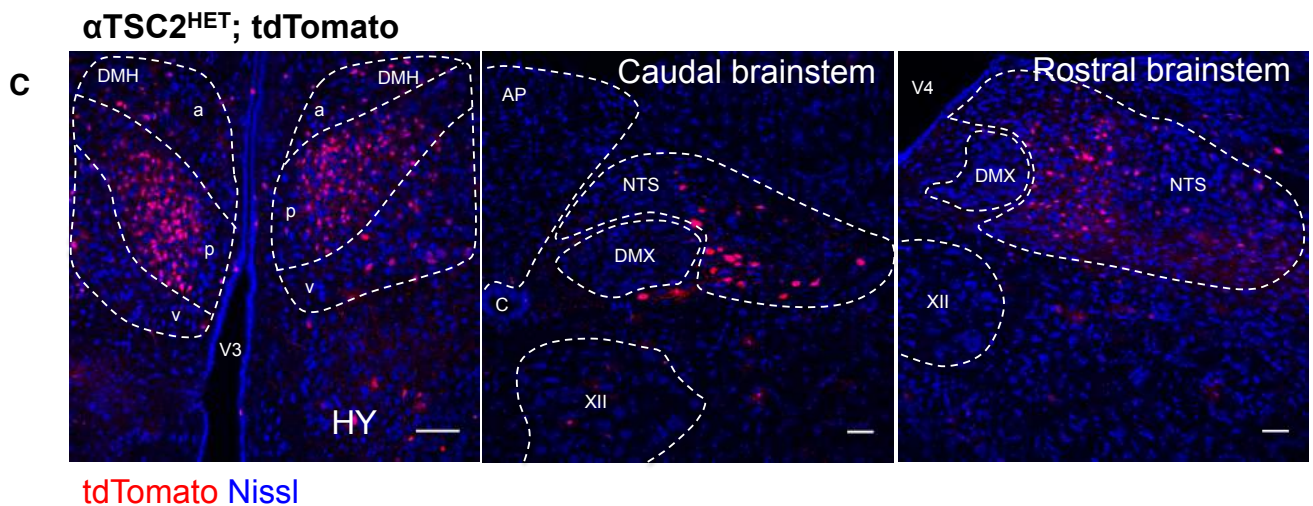 αTSC2HET; tdTomato
C
DMH
DMH
a
a
p
p
v
v
V3
HY
Caudal brainstem
AP
NTS
DMX
C
XII
Rostral brainstem
V4
DMX
NTS
XII
tdTomato Nissl